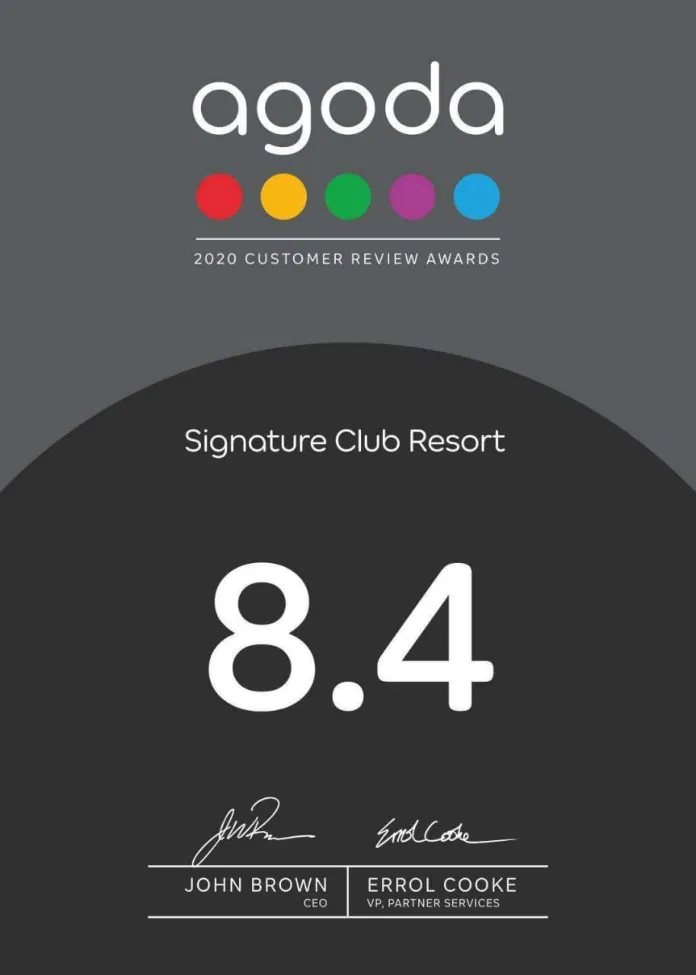 agoda
2020 CUSTOMER REVIEW AWARDS
Signature Club Resort
8.4
Errol Cooke
JOHN BROWN
CEO
ERROL COOKE
VP, PARTNER SERVICES